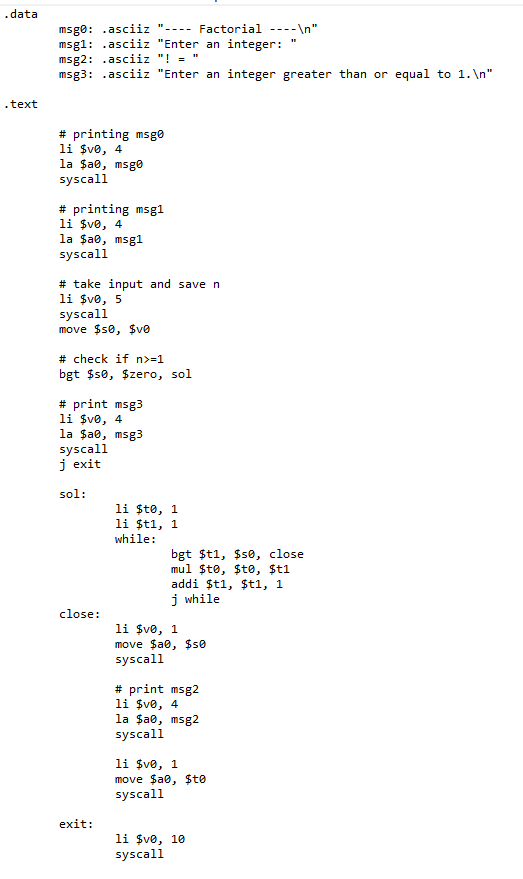 .data
msg0: .asciiz "---- Factorial ----\n"
msg1: .asciiz "Enter an integer: "
msg2: .asciiz "! = "
msg3: .asciiz "Enter an integer greater than or equal to 1.\n"
.text
# printing msg0
li $v0, 4
la $a0, msg0
syscall
# printing msg1
li $v0, 4
la $a0, msg1
syscall
# take input and save n
li $v0, 5
syscall
move $s0, $v0
# check if n>=1
bgt $s0, $zero, sol
# print msg3
li $v0, 4
la $a0, msg3
syscall
j exit
sol:
li $t0, 1
li $t1, 1
while:
bgt $t1, $s0, close
mul $t0, $t0, $t1
addi $t1, $t1, 1
j while
close:
li $v0, 1
move $a0, $s0
syscall
# print msg2
li $v0, 4
la $a0, msg2
syscall
li $v0, 1
move $a0, $t0
syscall
exit:
li $v0, 10
syscall